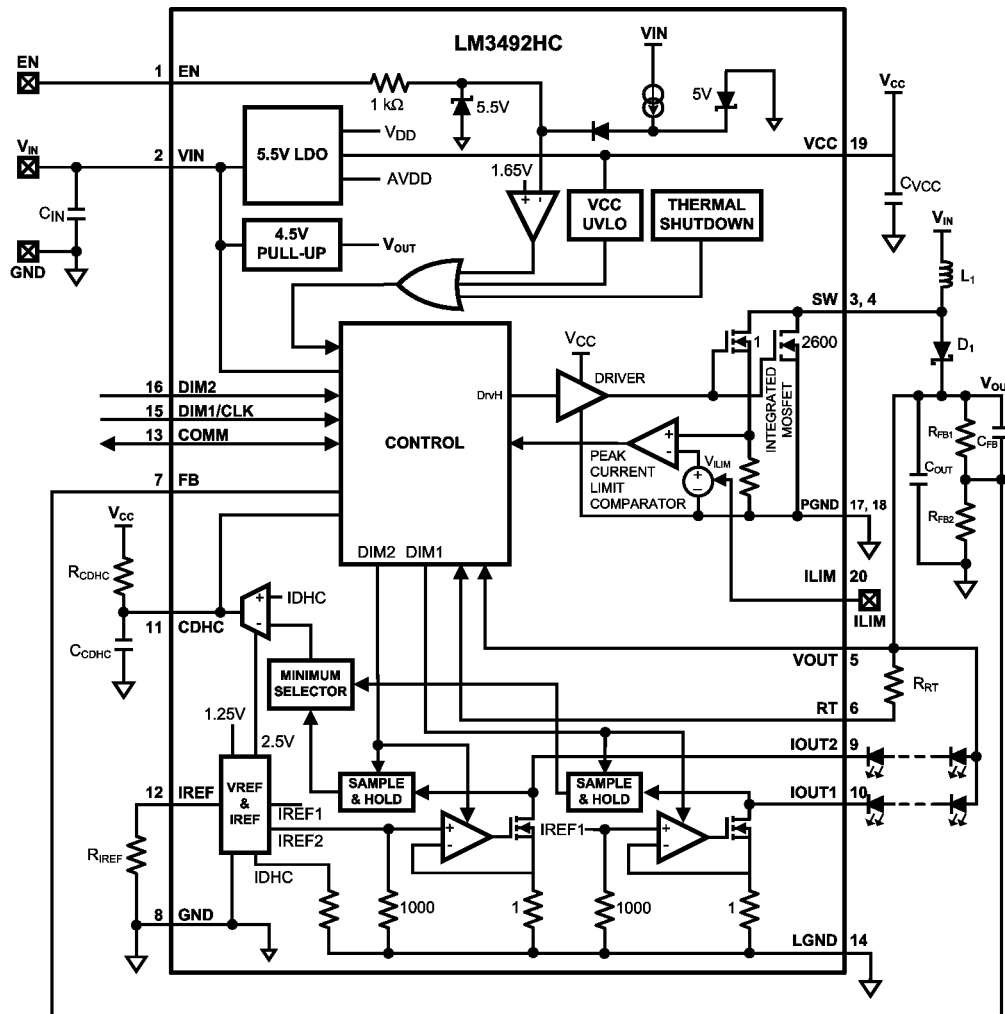 LM3492HC
VIN
EN
1 EN
1 kΩ
5.5V
5V
VCC
VIN
2 VIN
5.5V LDO
VDD
AVDD
VCC 19
CIN
1.65V
+ -
VCC UVLO
THERMAL SHUTDOWN
CVCC
GND
4.5V PULL-UP
VOUT
VIN
L1
SW 3, 4
D1
VCC
1
2600
DRIVER
DrvH
INTEGRATED MOSFET
16 DIM2
15 DIM1/CLK
13 COMM
CONTROL
VOU
RFB1
CFB
COUT
RFB2
+
-
PEAK CURRENT LIMIT COMPARATOR
VILIM
+
–
7 FB
PGND 17, 18
VCC
RCDHC
DIM2 DIM1
ILIM 20
ILIM
+
-
IDHC
11 CDHC
CCDHC
MINIMUM SELECTOR
VOUT 5
RRT
RT 6
1.25V
2.5V
IOUT2 9
VREF & IREF
SAMPLE & HOLD
SAMPLE & HOLD
IOUT1 10
12 IREF
IREF1
IREF2
+
-
IREF1
+
-
RIREF
IDHC
1000
1
1000
1
8 GND
LGND 14